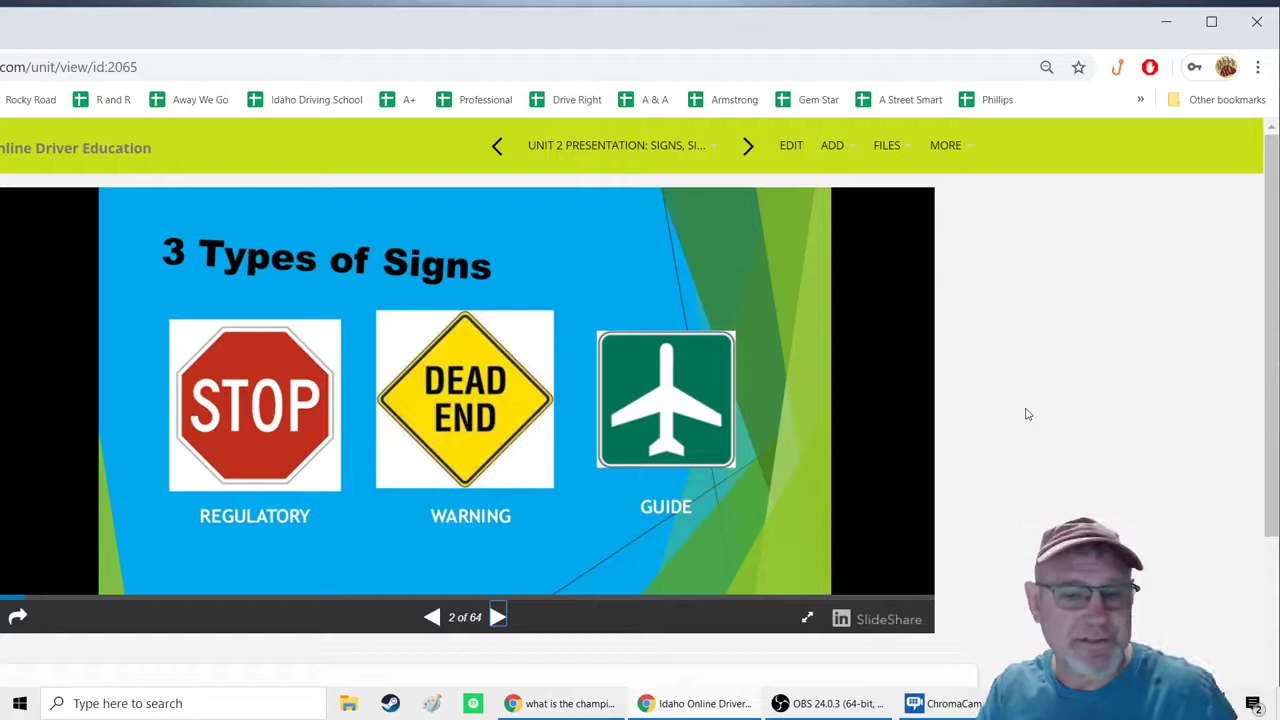 com/unit/view/id:2065
Rocky Road R and R Away We Go Idaho Driving School A+ Professional Drive Right A & A Armstrong Gem Star A Street Smart Phillips » Other bookmarks
nline Driver Education
UNIT 2 PRESENTATION: SIGNS, SI... EDIT ADD FILES MORE
3 Types of Signs
STOP
DEAD
END
REGULATORY
WARNING
GUIDE
2 of 64
in SlideShare
Type here to search
what is the champi...
Idaho Online Driver...
OBS 24.0.3 (64-bit, ...
ChromaCam
2